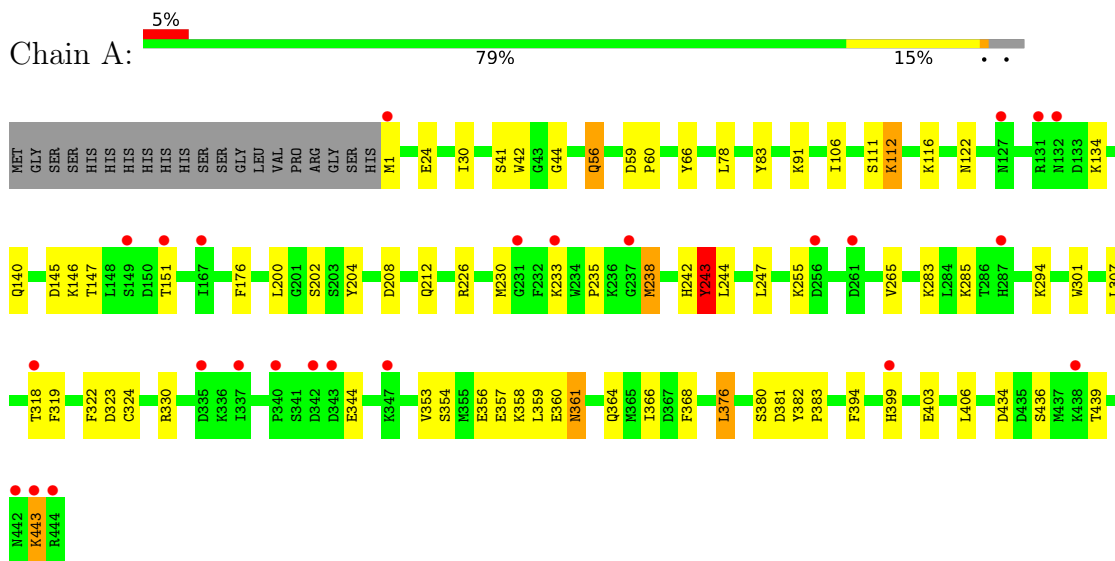 5%
Chain A:
79% 15% . .
MET GLY SER SER HIS HIS HIS HIS HIS HIS SER SER GLY LEU VAL PRO ARG GLY SER HIS M1 E24 I30 S41 W42 G43 G44 Q56 D59 P60 Y66 L78 Y83 K91 I106 S111 K112 K116 N122 N127 R131 N132 D133 K134
Q140 D145 K146 T147 L148 S149 D150 T151 I167 F176 L200 G201 S202 S203 Y204 D208 Q212 R226 M230 G231 F232 K233 W234 P235 K236 G237 M238 H242 Y243 L244 L247 K255 D256 D261 V265 K283 L284 K285 T286 H287 K294 W301 L307
T318 F319 F322 D323 C324 R330 D335 K336 I337 P340 S341 D342 D343 E344 K347 V353 S354 M355 E356 E357 K358 L359 E360 N361 Q364 M365 I366 D367 F368 L376 S380 D381 Y382 P383 F394 H399 E403 L406 D434 D435 S436 M437 K438 T439
N442 K443 R444